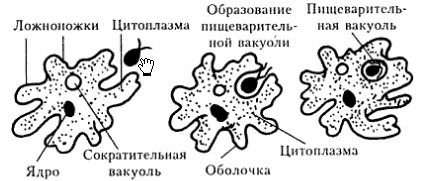 Ложноножки Цитоплазма
Образование
пищеваритель-
ной вакуоли
Пищеваритель-
ная вакуоль
Ядро
Сократительная
вакуоль
Оболочка
Цитоплазма